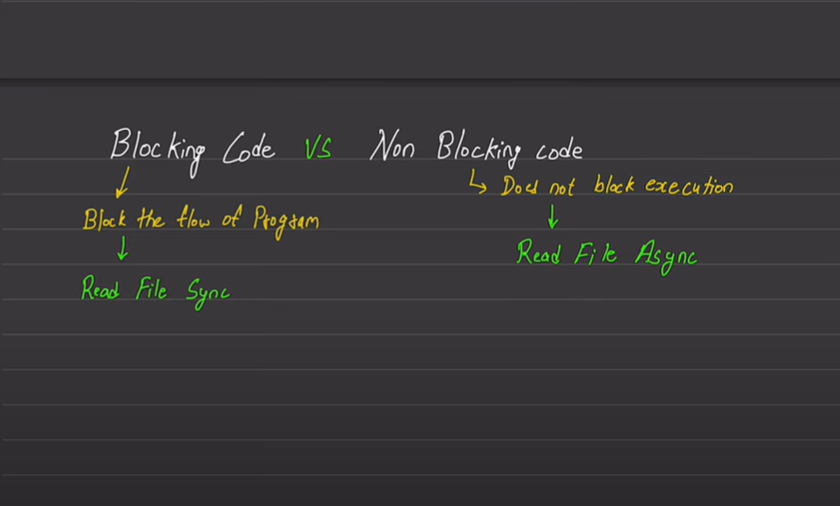 Blocking Code VS Non Blocking code
↳ Does not block execution
↓
Block the flow of Program
↓
Read File Async
↓
Read File Sync